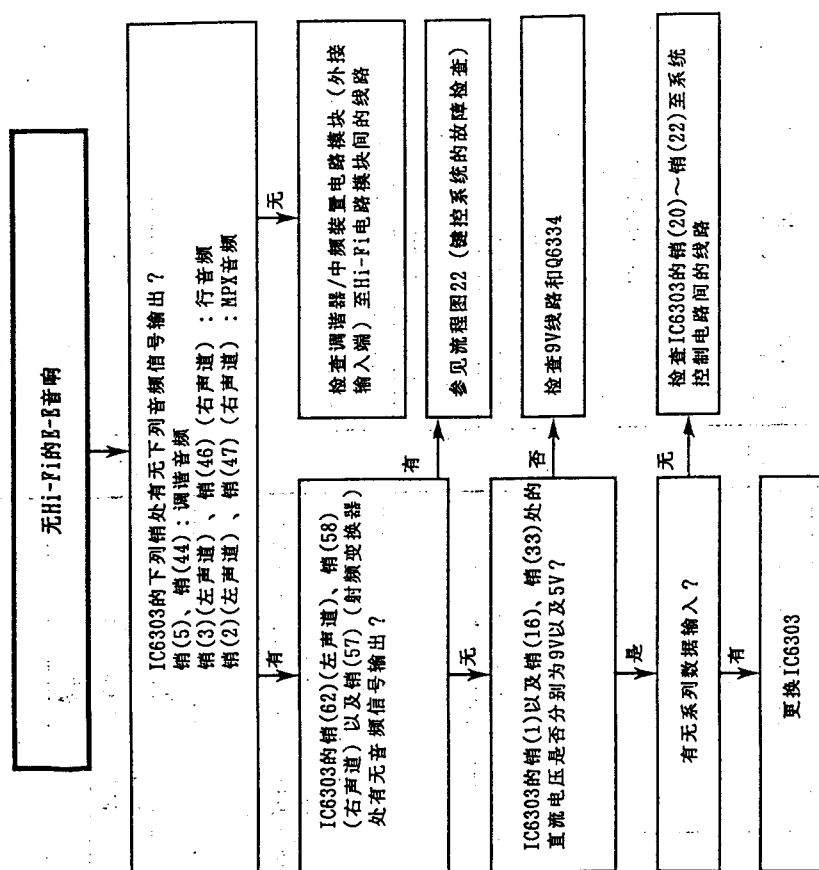 无Hi-Fi的E-E音响
IC6303的下列销处有无下列音频信号输出？
销(5)、销(44)：调谐音频
销(3)(左声道)、销(46)(右声道)：行音频
销(2)(左声道)、销(47)(右声道)：MPX音频
无
检查调谐器/中频装置电路模块（外接
输入端）至Hi-Fi电路模块间的线路
有
IC6303的销(62)(左声道)、销(58)
(右声道)以及销(57)(射频变换器)
处有无音频信号输出？
有
参见流程图22（键控系统的故障检查）
无
IC6303的销(1)以及销(16)、销(33)处的
直流电压是否分别为9V以及5V？
否
检查9V线路和Q6334
是
有无系列数据输入？
无
检查IC6303的销(20)～销(22)至系统
控制电路间的线路
有
更换IC6303